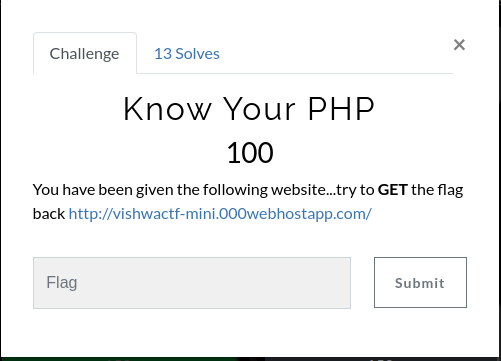 Challenge
13 Solves
×
Know Your PHP
100
You have been given the following website...try to GET the flag
back http://vishwactf-mini.000webhostapp.com/
Flag
Submit